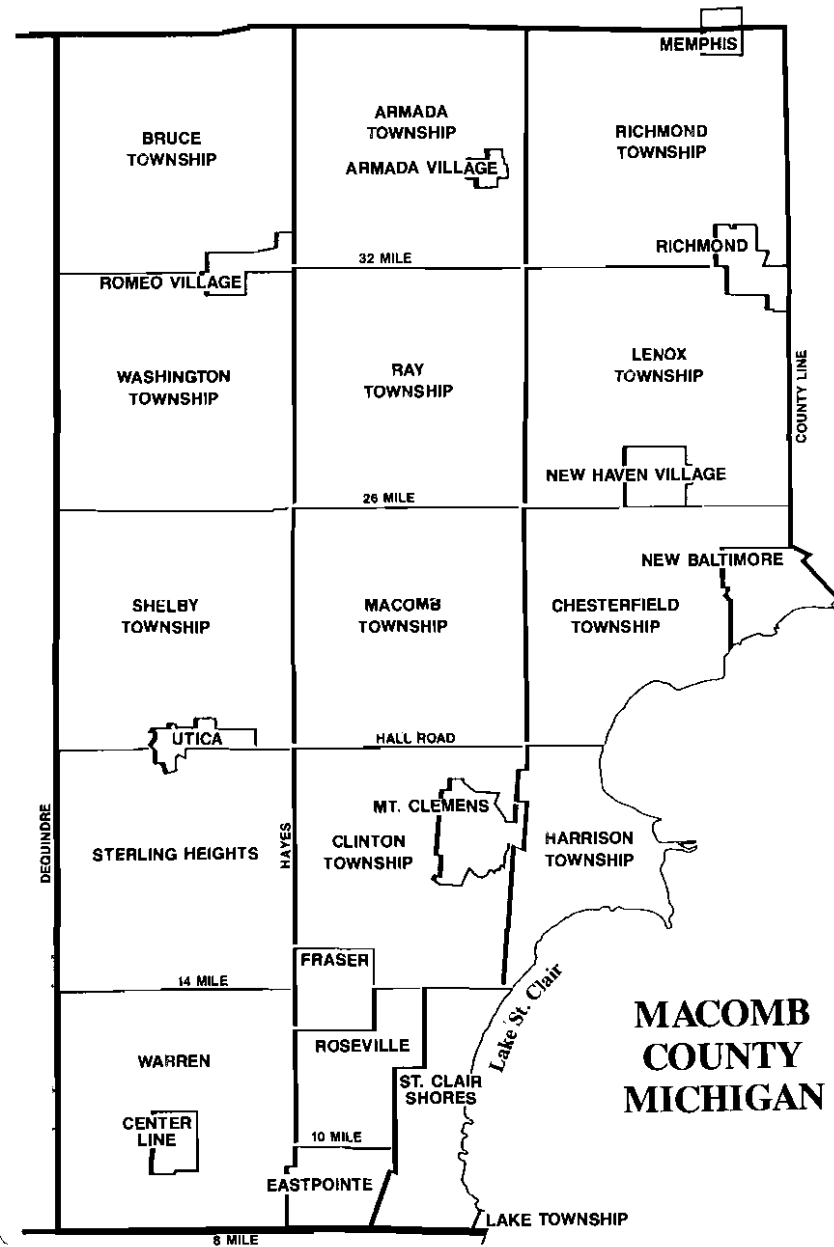 MEMPHIS
BRUCE
TOWNSHIP
ARMADA
TOWNSHIP
RICHMOND
TOWNSHIP
ARMADA VILLAGE
RICHMOND
32 MILE
ROMEO VILLAGE
WASHINGTON
TOWNSHIP
RAY
TOWNSHIP
LENOX
TOWNSHIP
COUNTY LINE
NEW HAVEN VILLAGE
26 MILE
NEW BALTIMORE
SHELBY
TOWNSHIP
MACOMB
TOWNSHIP
CHESTERFIELD
TOWNSHIP
UTICA
HALL ROAD
DEQUINDRE
HAYES
MT. CLEMENS
STERLING HEIGHTS
CLINTON
TOWNSHIP
HARRISON
TOWNSHIP
FRASER
14 MILE
Lake St. Clair
MACOMB
COUNTY
MICHIGAN
WARREN
ROSEVILLE
ST. CLAIR
SHORES
CENTER
LINE
10 MILE
EASTPOINTE
LAKE TOWNSHIP
8 MILE